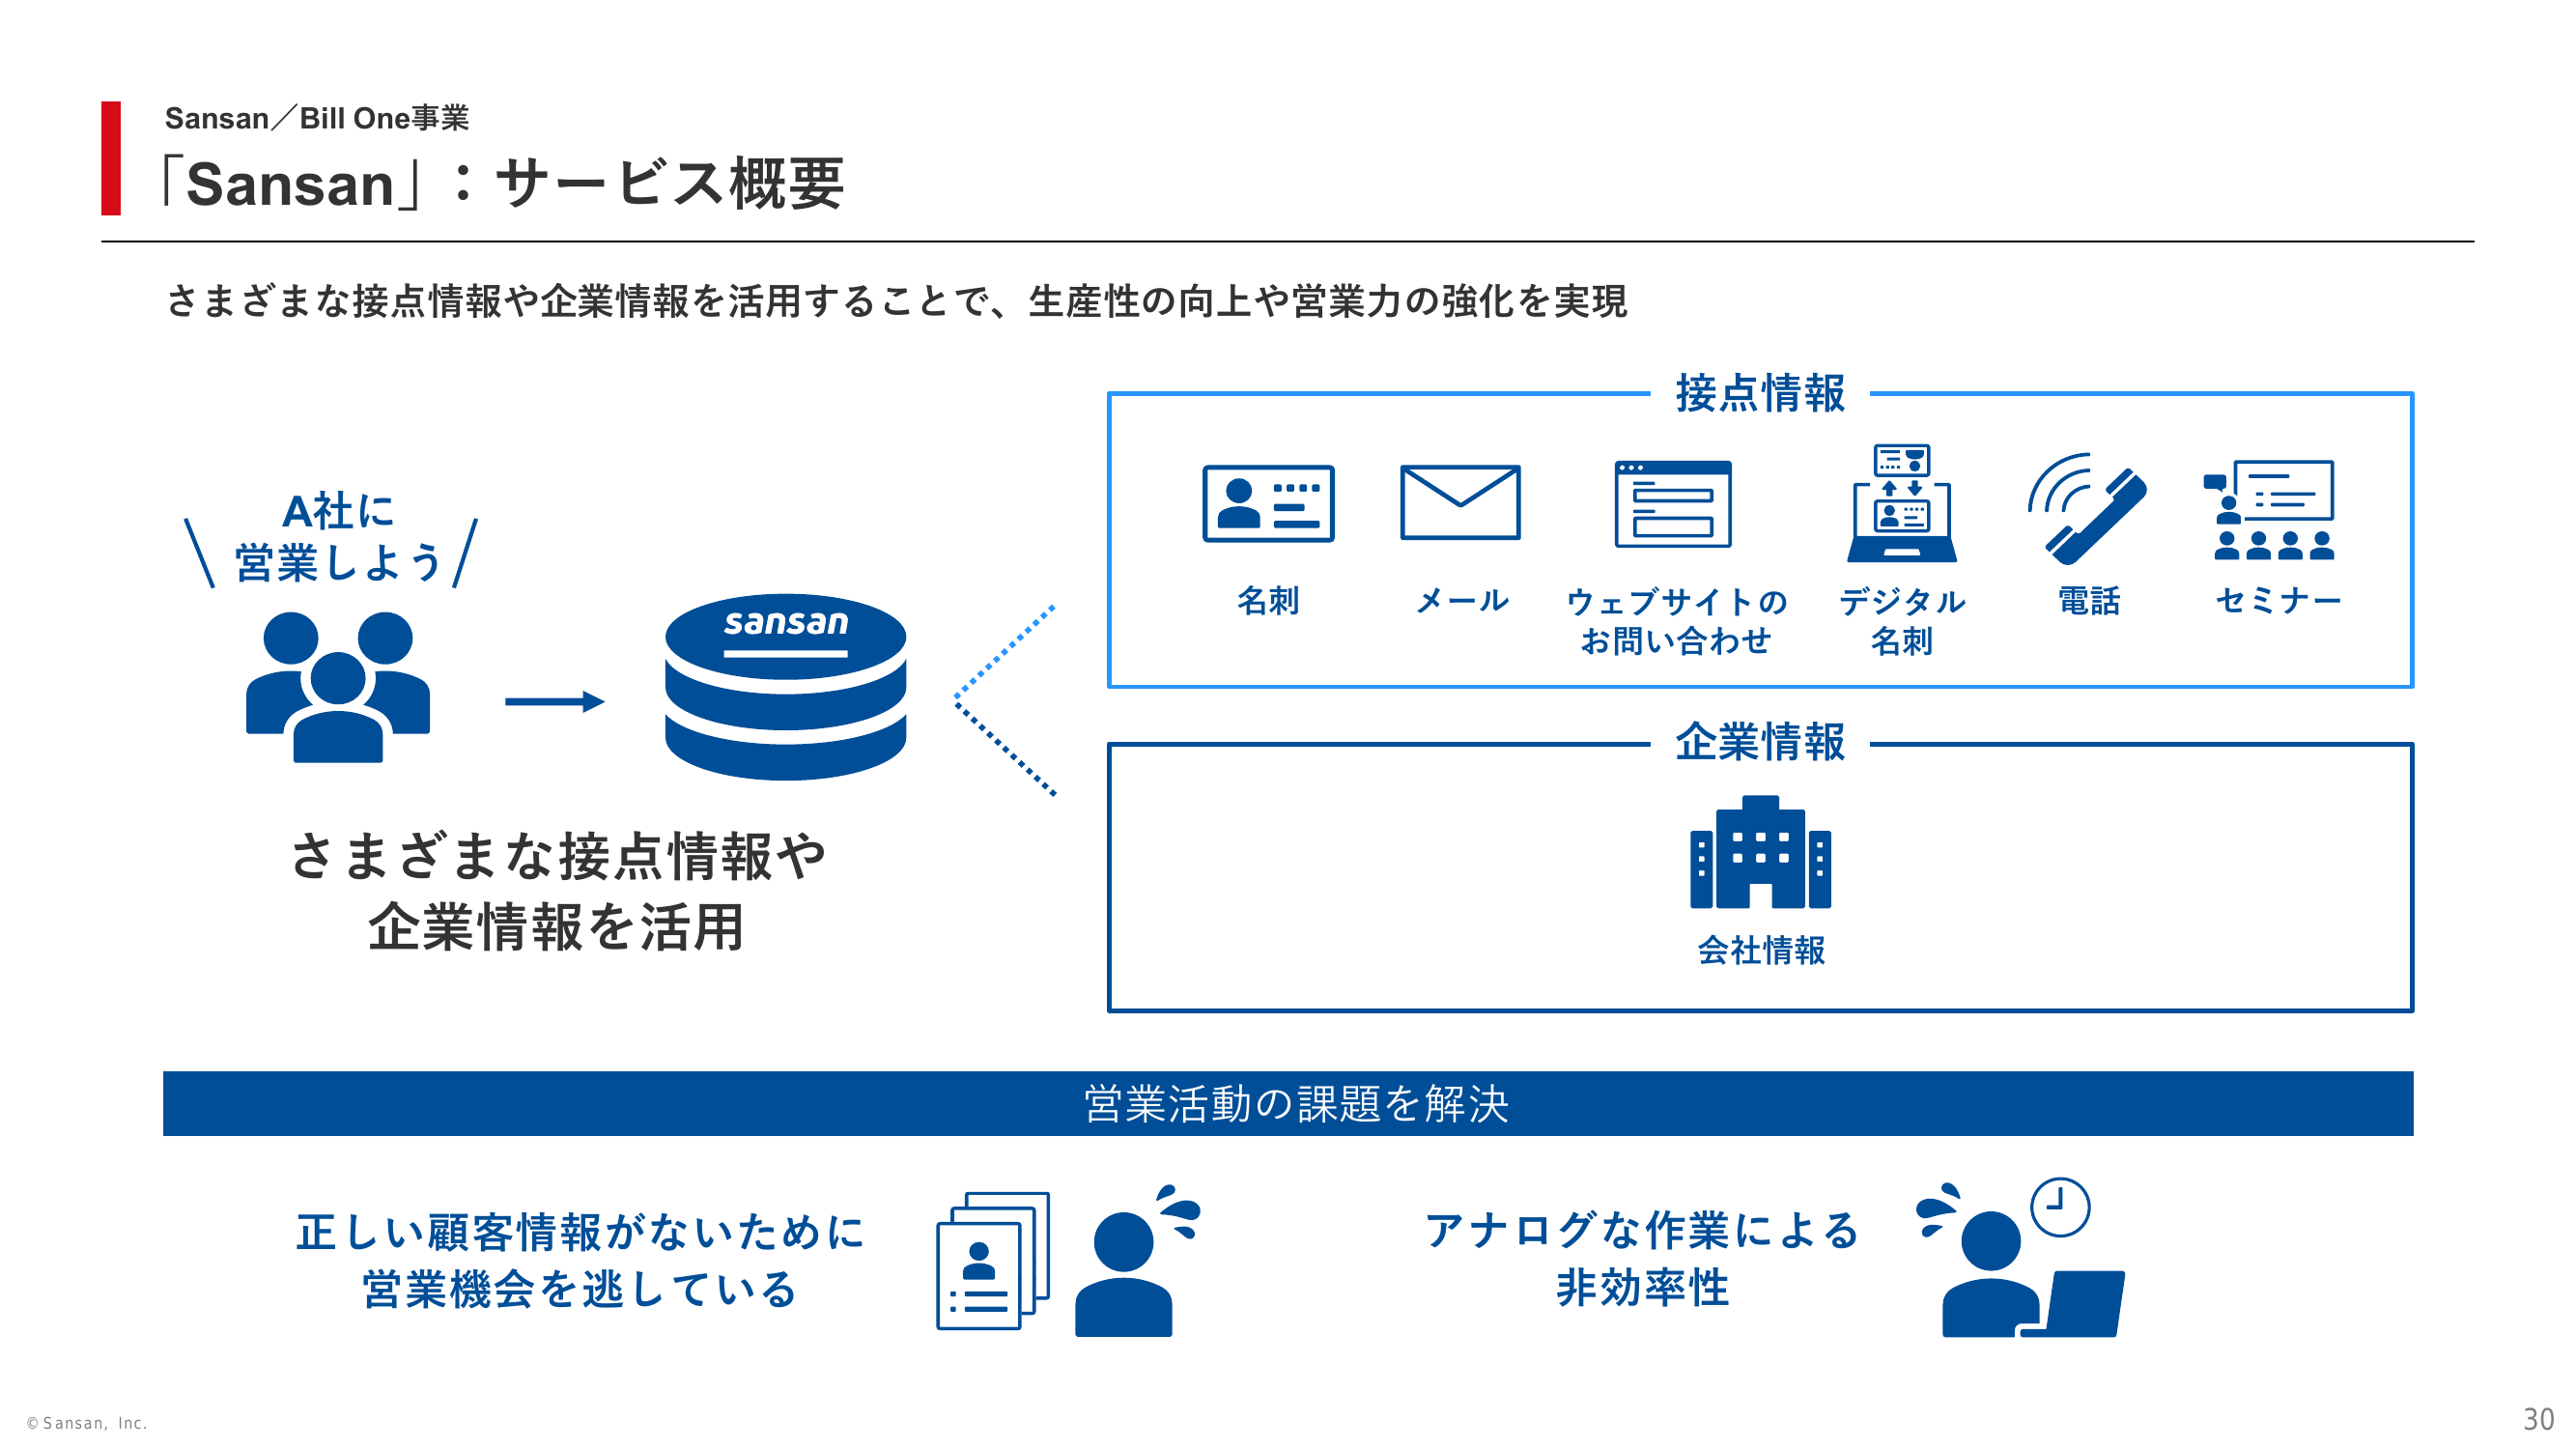 Sansan／Bill One事業
「Sansan」：サービス概要
さまざまな接点情報や企業情報を活用することで、生産性の向上や営業力の強化を実現
A社に
営業しよう
sansan
さまざまな接点情報や
企業情報を活用
接点情報
名刺
メール
ウェブサイトの
お問い合わせ
デジタル
名刺
電話
セミナー
企業情報
会社情報
営業活動の課題を解決
正しい顧客情報がないために
営業機会を逃している
アナログな作業による
非効率性
© Sansan, Inc.
30